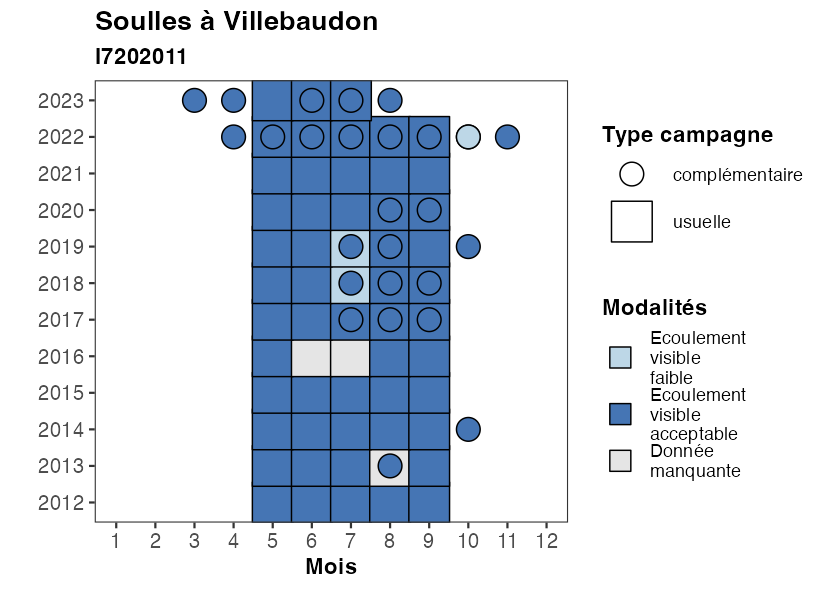 Soulles à Villebaudon
I7202011
2023
2022
2021
2020
2019
2018
2017
2016
2015
2014
2013
2012
1 2 3 4 5 6 7 8 9 10 11 12
Mois
Type campagne
complémentaire
usuelle
Modalités
Ecoulement
visible
faible
Ecoulement
visible
acceptable
Donnée
manquante